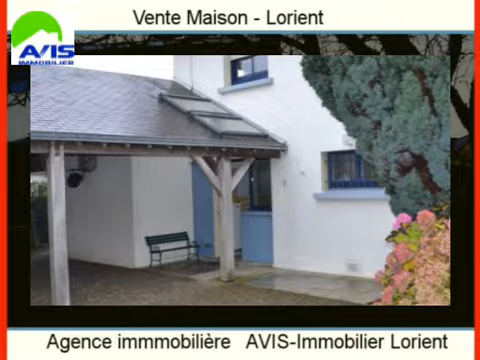 Vente Maison - Lorient
AVIS
IMMOBILIER
Agence immmobilière AVIS-Immobilier Lorient